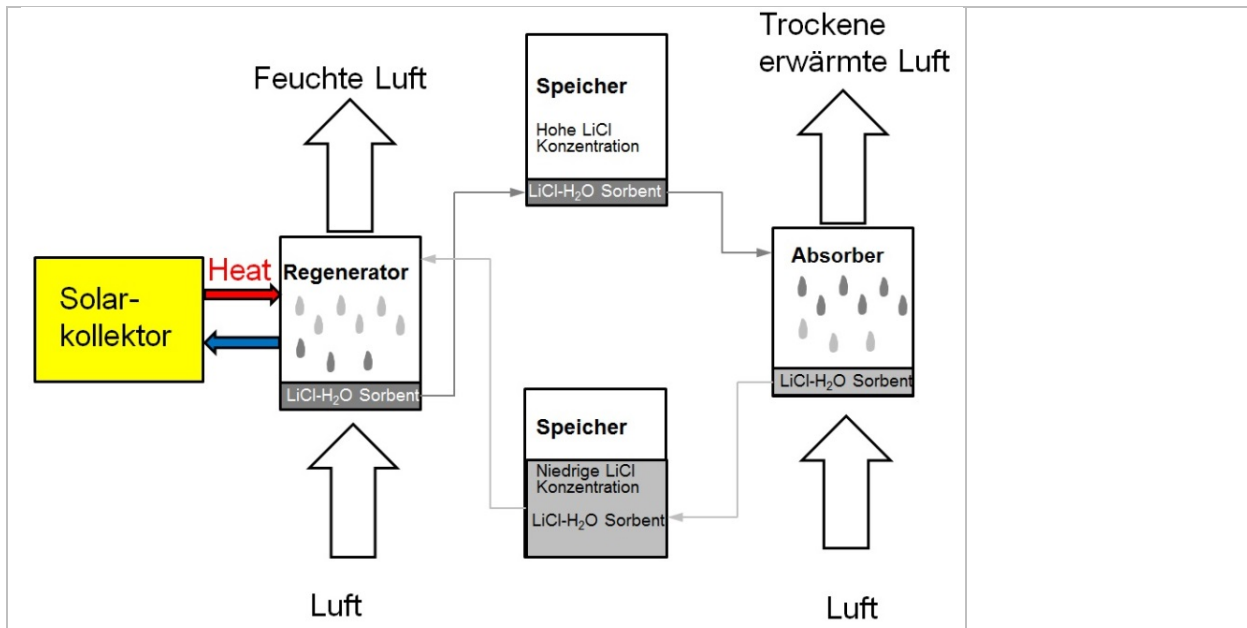 Trockene
erwärmte Luft
Feuchte Luft
Speicher
Hohe LiCl
Konzentration
LiCl-H₂O Sorbent
Heat
Regenerator
Absorber
Solar-
kollektor
LiCl-H₂O Sorbent
LiCl-H₂O Sorbent
Speicher
Niedrige LiCl
Konzentration
LiCl-H₂O Sorbent
Luft
Luft